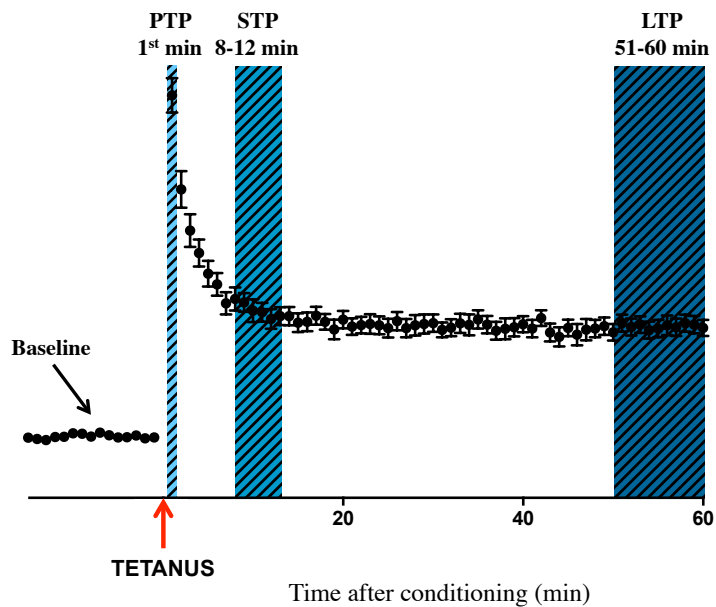 PTP
1st min
STP
8-12 min
LTP
51-60 min
Baseline
20
40
60
TETANUS
Time after conditioning (min)